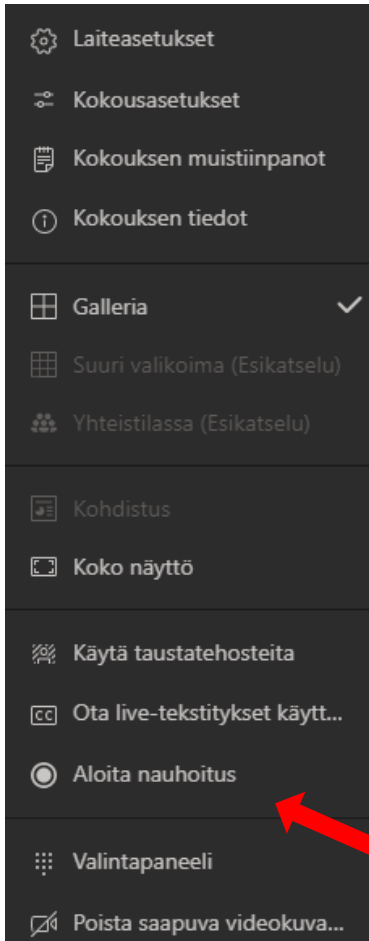 Laiteasetukset
Kokousasetukset
Kokouksen muistiinpanot
Kokouksen tiedot
Galleria
Suuri valikoima (Esikatselu)
Yhteistilassa (Esikatselu)
Kohdistus
Koko näyttö
Käytä taustatehosteita
CC Ota live-tekstitykset käytt...
Aloita nauhoitus
Valintapaneeli
Poista saapuva videokuva...